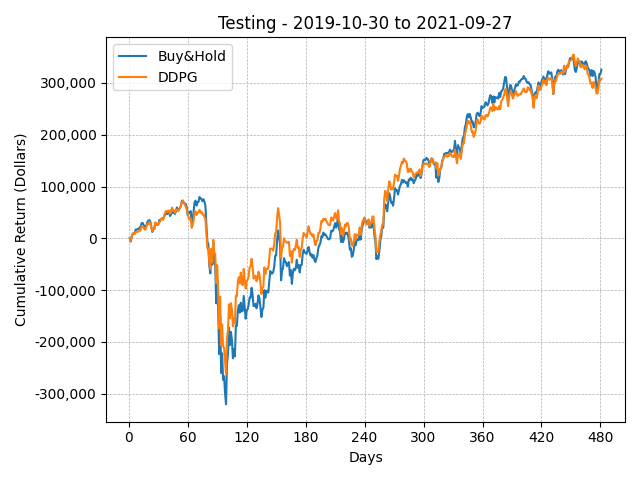 Testing - 2019-10-30 to 2021-09-27
Buy&Hold
DDPG
Cumulative Return (Dollars)
300,000
200,000
100,000
0
-100,000
-200,000
-300,000
0 60 120 180 240 300 360 420 480
Days